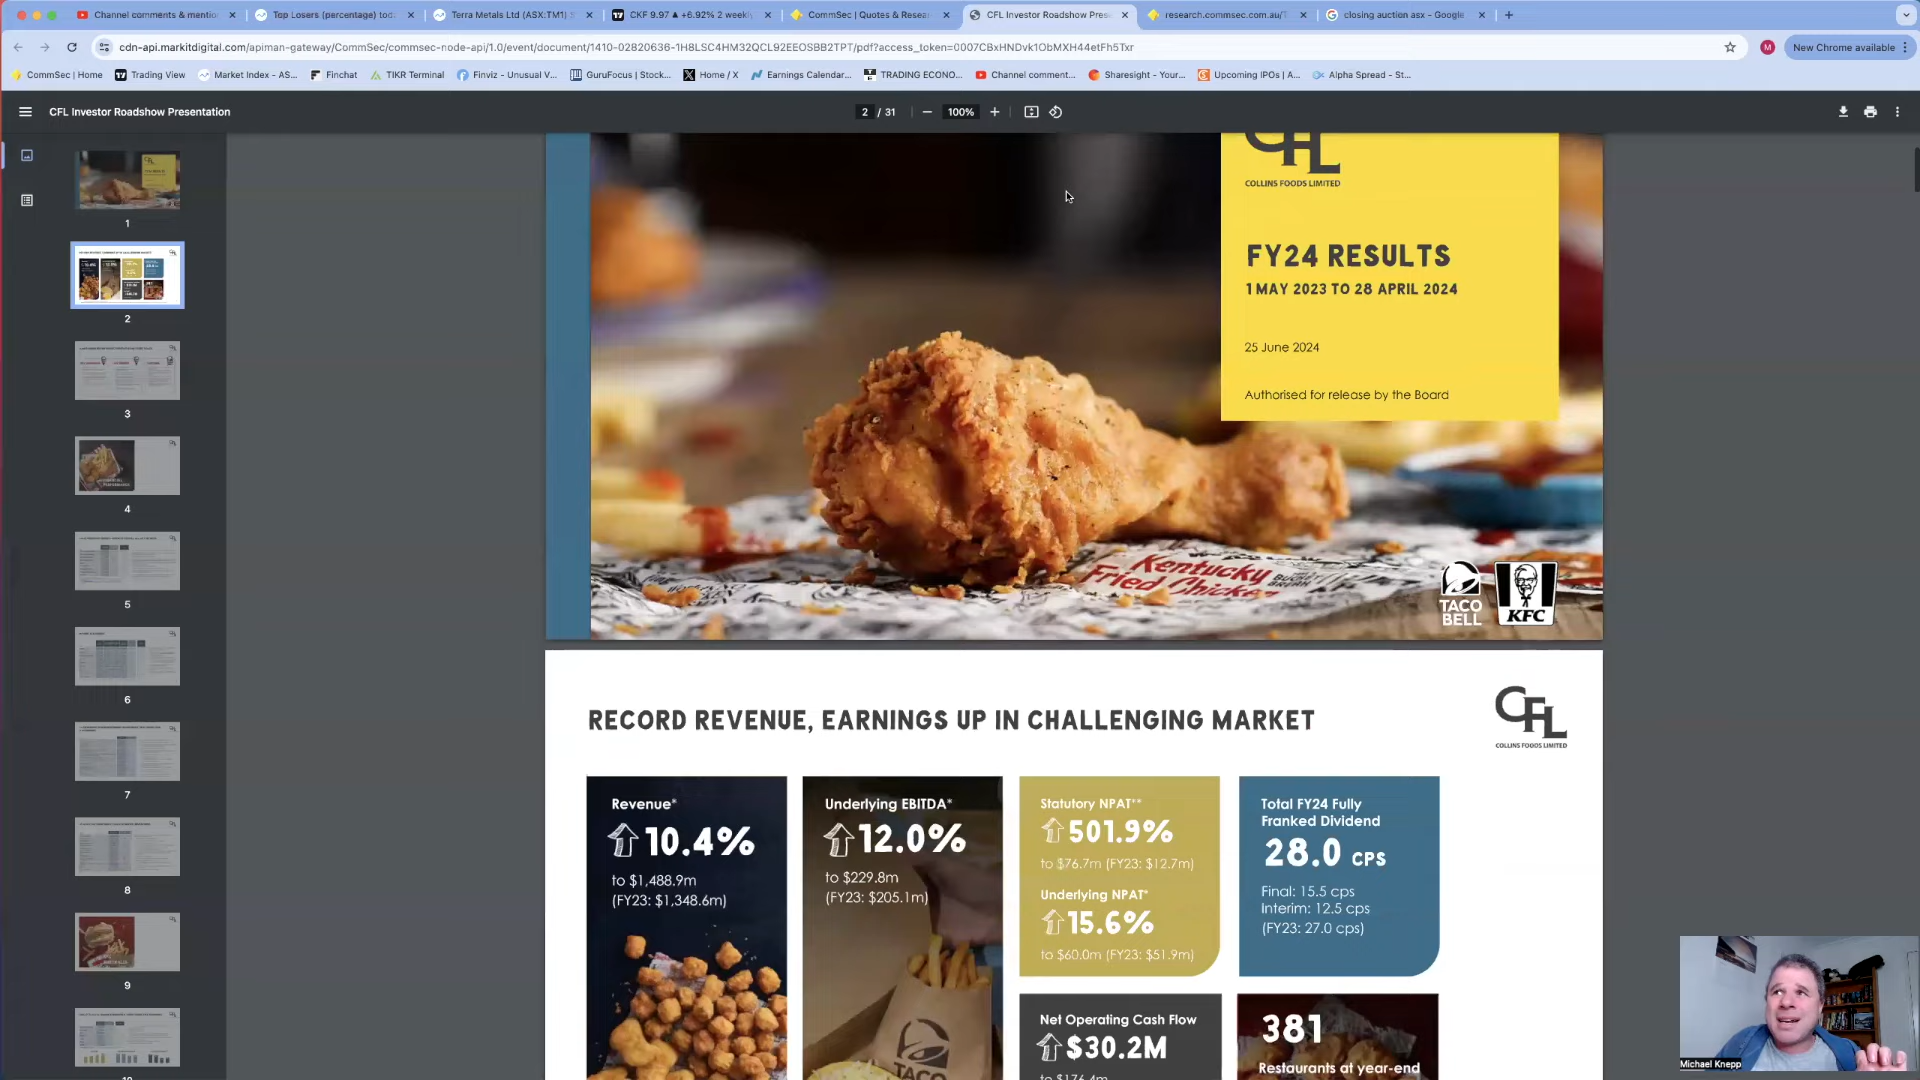 Channel comments & mentio
Top Losers (percentage) tod
Terra Metals Ltd (ASX:TM1)
CKF 9.97 ▲ +6.92% 2 weekl
CommSec | Quotes & Resea
CFL Investor Roadshow Prese
research.commsec.com.au/T
closing auction asx - Google
cdn-api.markitdigital.com/apiman-gateway/CommSec/commsec-node-api/1.0/event/document/1410-02820636-1H8LSC4HM32QCL92EEOSBB2TPT/pdf?access_token=0007CBxHNDvk1ObMXH44etFh5Txr
M
New Chrome available
CommSec | Home
Trading View
Market Index - AS...
Finchat
TIKR Terminal
Finviz - Unusual V...
GuruFocus | Stock...
Home / X
Earnings Calendar...
TRADING ECONO...
Channel comment...
Sharesight - Your...
Upcoming IPOs | A...
Alpha Spread - St...
CFL Investor Roadshow Presentation
2 / 31
100%
1
2
3
4
5
6
7
8
9
CFL
COLLINS FOODS LIMITED
FY24 RESULTS
1 MAY 2023 TO 28 APRIL 2024
25 June 2024
Authorised for release by the Board
Kentucky
Fried Chicken
TACO
BELL
KFC
RECORD REVENUE, EARNINGS UP IN CHALLENGING MARKET
CFL
COLLINS FOODS LIMITED
Revenue*
10.4%
to $1,488.9m
(FY23: $1,348.6m)
Underlying EBITDA*
12.0%
to $229.8m
(FY23: $205.1m)
TACO
Statutory NPAT**
501.9%
to $76.7m (FY23: $12.7m)
Underlying NPAT*
15.6%
to $60.0m (FY23: $51.9m)
Total FY24 Fully
Franked Dividend
28.0 CPS
Final: 15.5 cps
Interim: 12.5 cps
(FY23: 27.0 cps)
Net Operating Cash Flow
$30.2M
to $176.4m
381
Restaurants at year-end
Michael Knepp